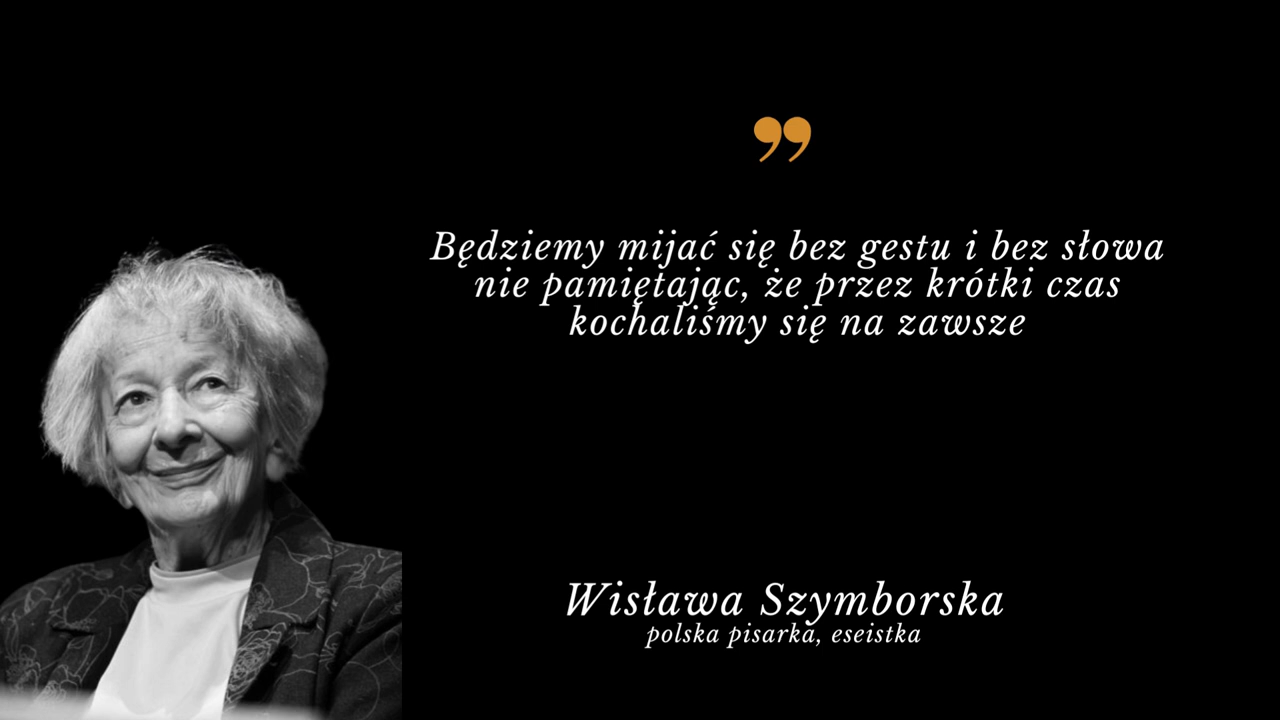 ”
Będziemy mijać się bez gestu i bez słowa
nie pamiętając, że przez krótki czas
kochaliśmy się na zawsze
Wisława Szymborska
polska pisarka, eseistka